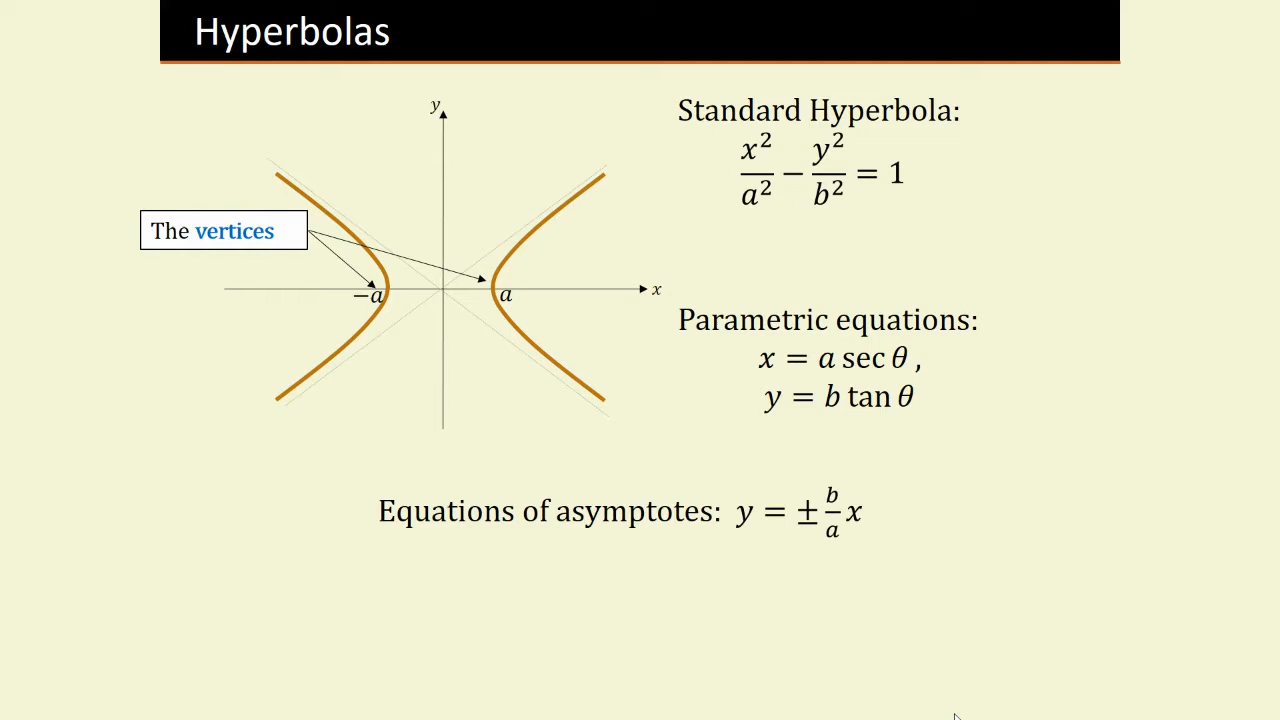 Hyperbolas
y
Standard Hyperbola:
x²/a² − y²/b² = 1
The vertices
−a
a
x
Parametric equations:
x = a sec θ ,
y = b tan θ
Equations of asymptotes: y = ± b/a x